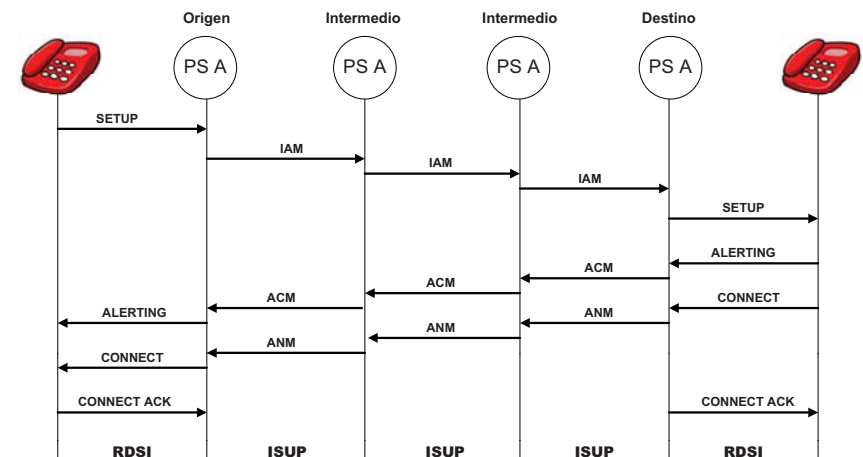 Origen Intermedio Intermedio Destino
PS A PS A PS A PS A
SETUP
IAM
IAM
IAM
SETUP
ALERTING
ACM
ACM
CONNECT
ACM
ALERTING
ANM
ANM
ANM
CONNECT
CONNECT ACK CONNECT ACK
RDSI ISUP ISUP ISUP RDSI